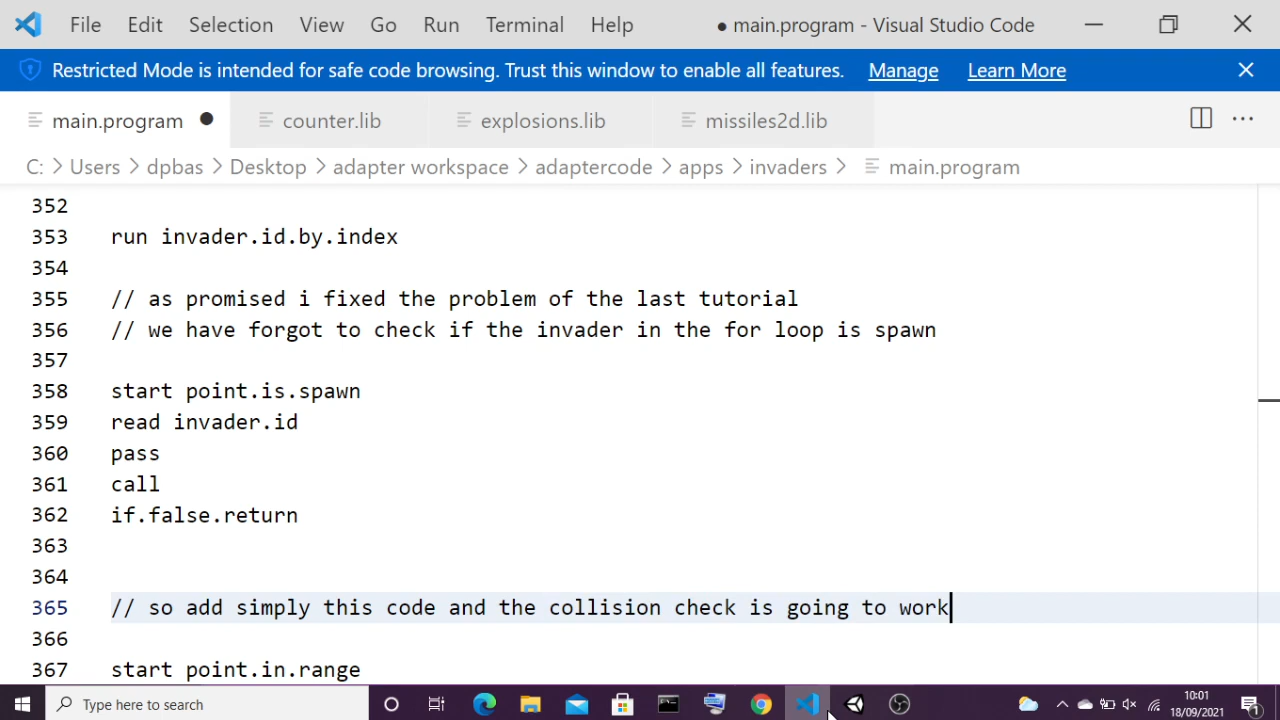 File Edit Selection View Go Run Terminal Help ● main.program - Visual Studio Code
Restricted Mode is intended for safe code browsing. Trust this window to enable all features. Manage Learn More
main.program counter.lib explosions.lib missiles2d.lib
C: > Users > dpbas > Desktop > adapter workspace > adaptercode > apps > invaders > main.program
352
353 run invader.id.by.index
354
355 // as promised i fixed the problem of the last tutorial
356 // we have forgot to check if the invader in the for loop is spawn
357
358 start point.is.spawn
359 read invader.id
360 pass
361 call
362 if.false.return
363
364
365 // so add simply this code and the collision check is going to work
366
367 start point.in.range
Type here to search
10:01
18/09/2021
1